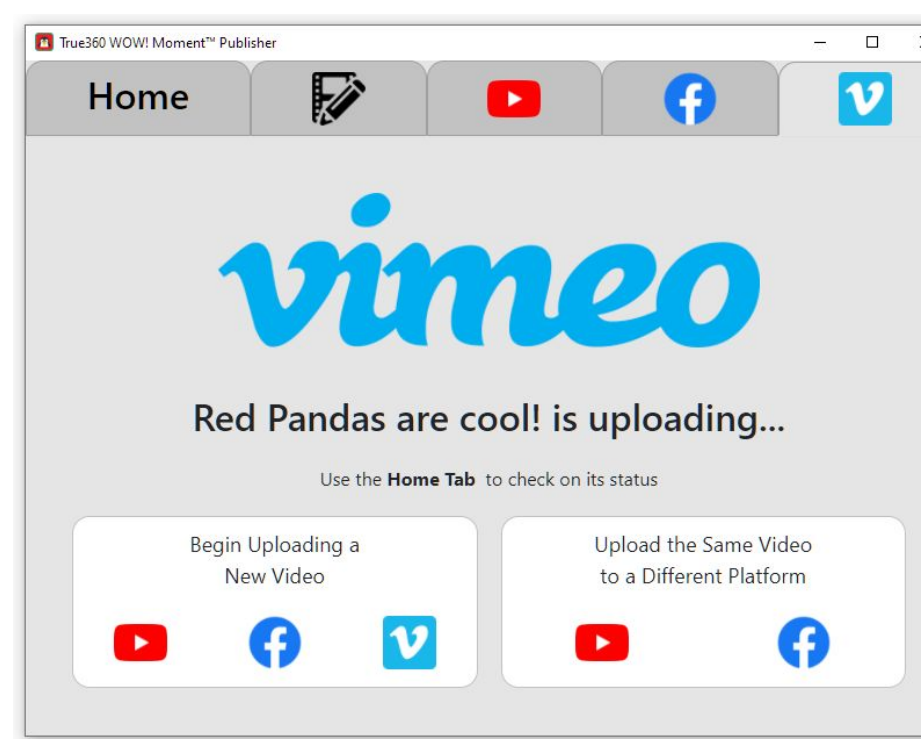 True360 WOW! Moment™ Publisher
Home
vimeo
Red Pandas are cool! is uploading...
Use the Home Tab to check on its status
Begin Uploading a
New Video
Upload the Same Video
to a Different Platform